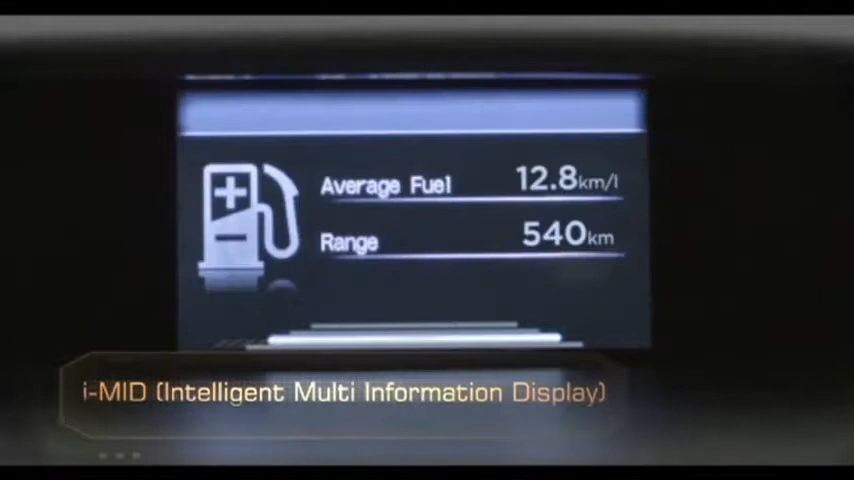 Average Fuel 12.8km/l
Range 540km
i-MID (Intelligent Multi Information Display)